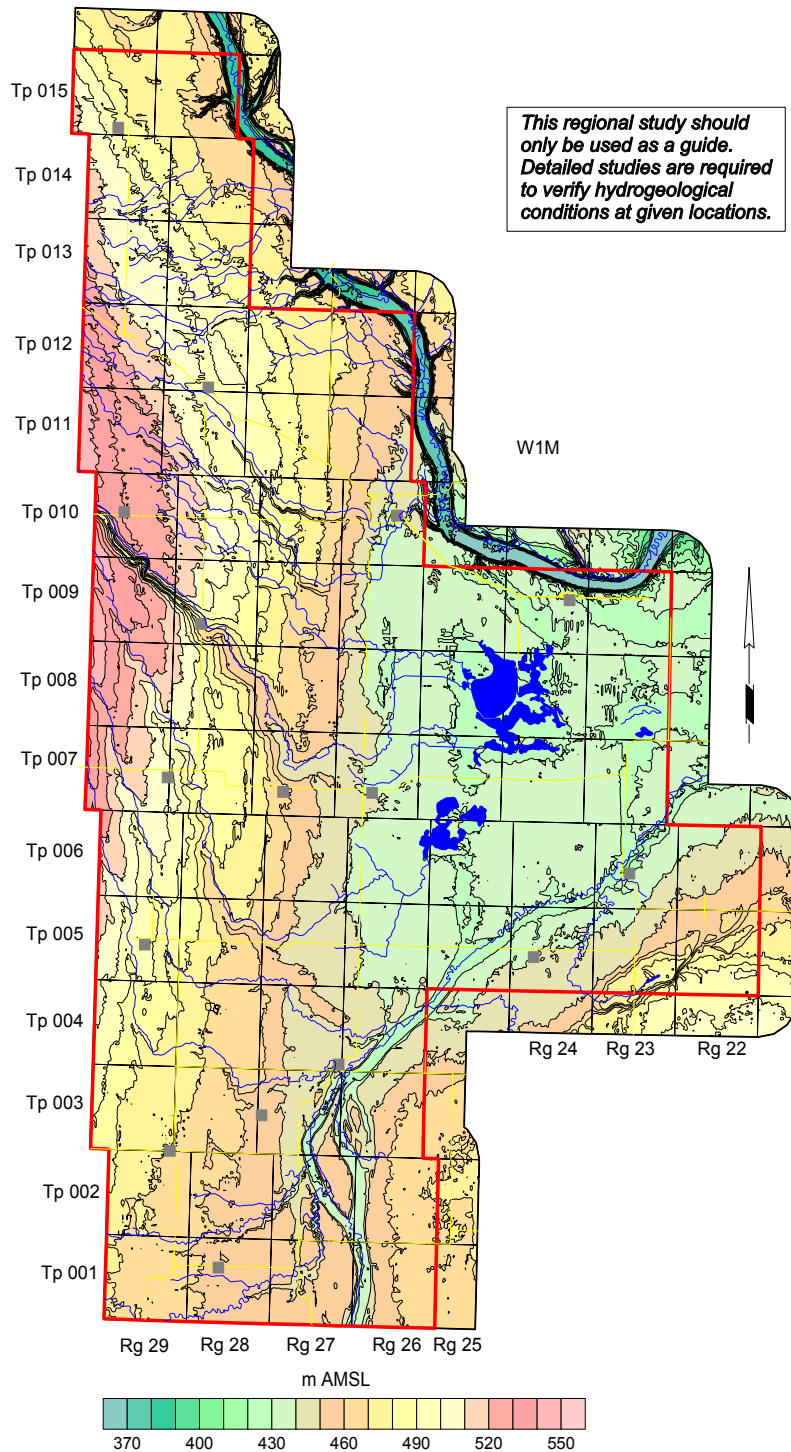 Tp 015
This regional study should
only be used as a guide.
Detailed studies are required
to verify hydrogeological
conditions at given locations.
Tp 014
Tp 013
Tp 012
Tp 011
W1M
Tp 010
Tp 009
Tp 008
Tp 007
Tp 006
Tp 005
Tp 004
Rg 24 Rg 23 Rg 22
Tp 003
Tp 002
Tp 001
Rg 29 Rg 28 Rg 27 Rg 26 Rg 25
m AMSL
370 400 430 460 490 520 550